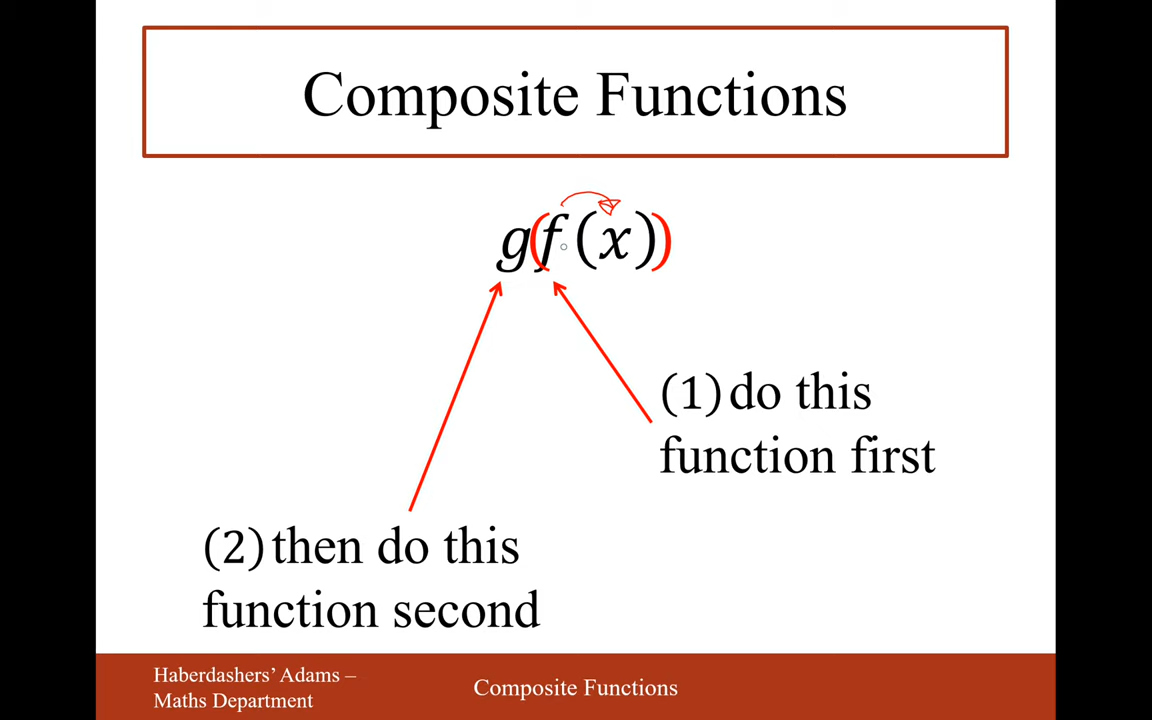 Composite Functions
g(f(x))
(1) do this
function first
(2) then do this
function second
Haberdashers’ Adams –
Maths Department
Composite Functions